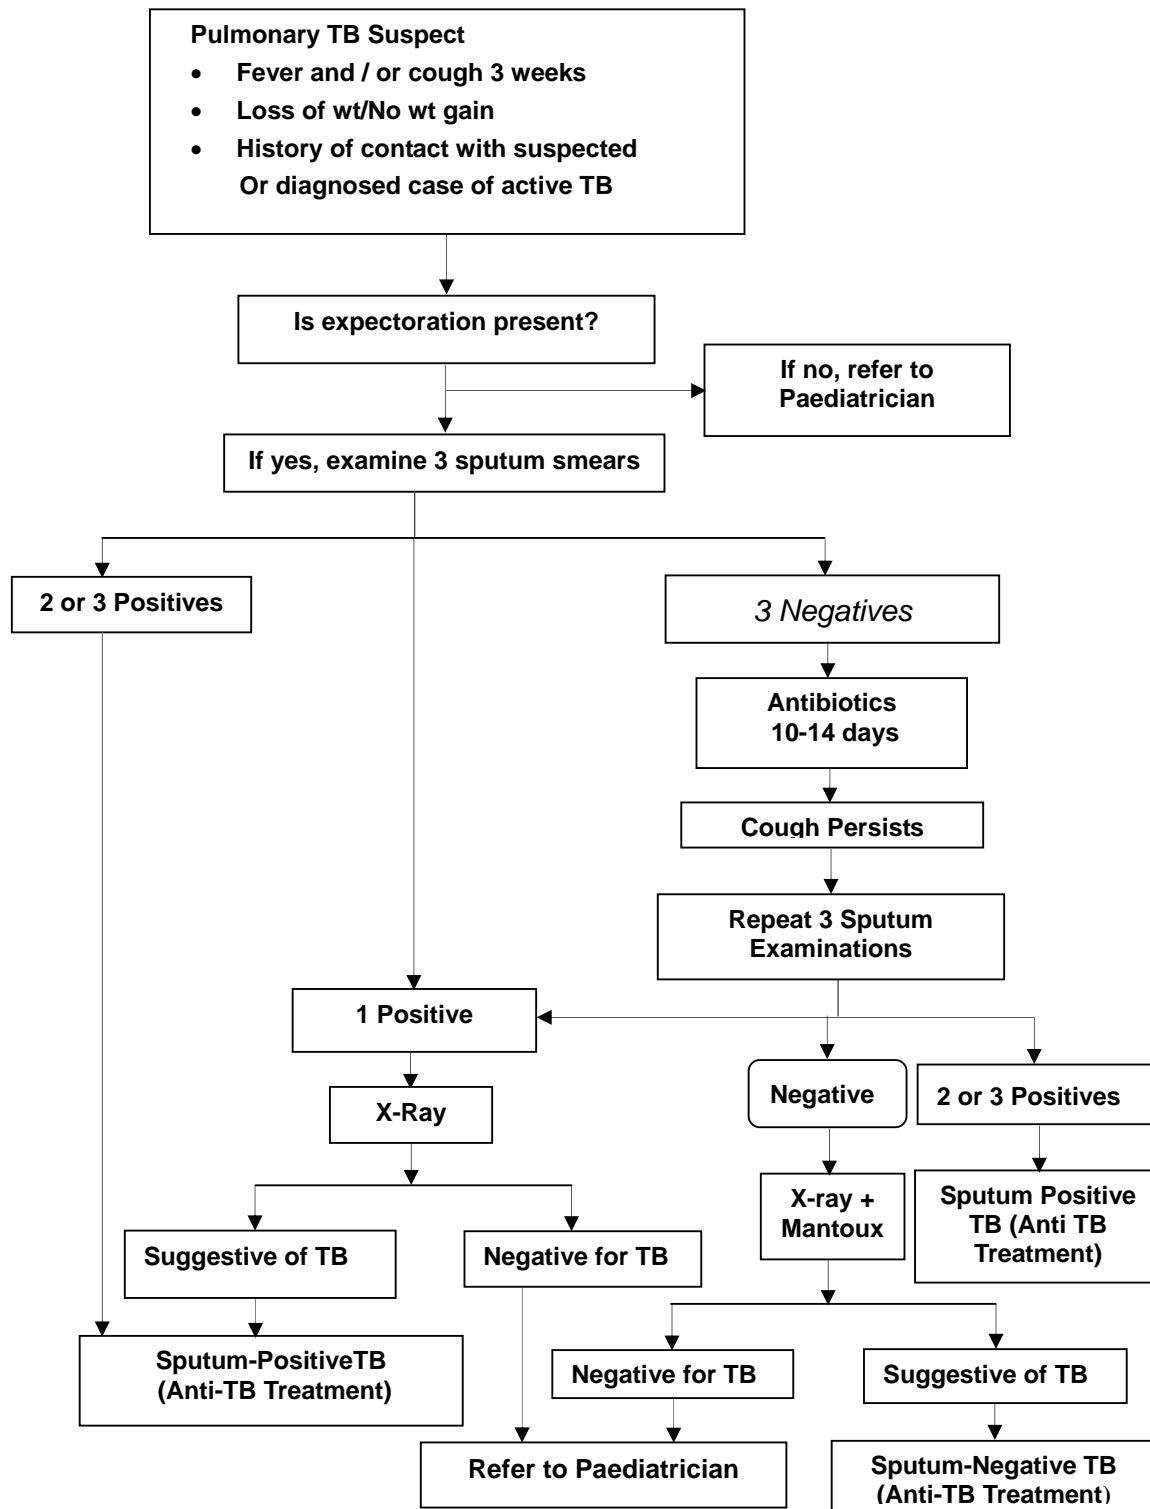 Pulmonary TB Suspect
• Fever and / or cough 3 weeks
• Loss of wt/No wt gain
• History of contact with suspected
Or diagnosed case of active TB
Is expectoration present?
If no, refer to
Paediatrician
If yes, examine 3 sputum smears
2 or 3 Positives
3 Negatives
Antibiotics
10-14 days
Cough Persists
Repeat 3 Sputum
Examinations
1 Positive
Negative
2 or 3 Positives
X-Ray
X-ray +
Mantoux
Sputum Positive
TB (Anti TB
Treatment)
Suggestive of TB
Negative for TB
Sputum-PositiveTB
(Anti-TB Treatment)
Negative for TB
Suggestive of TB
Refer to Paediatrician
Sputum-Negative TB
(Anti-TB Treatment)